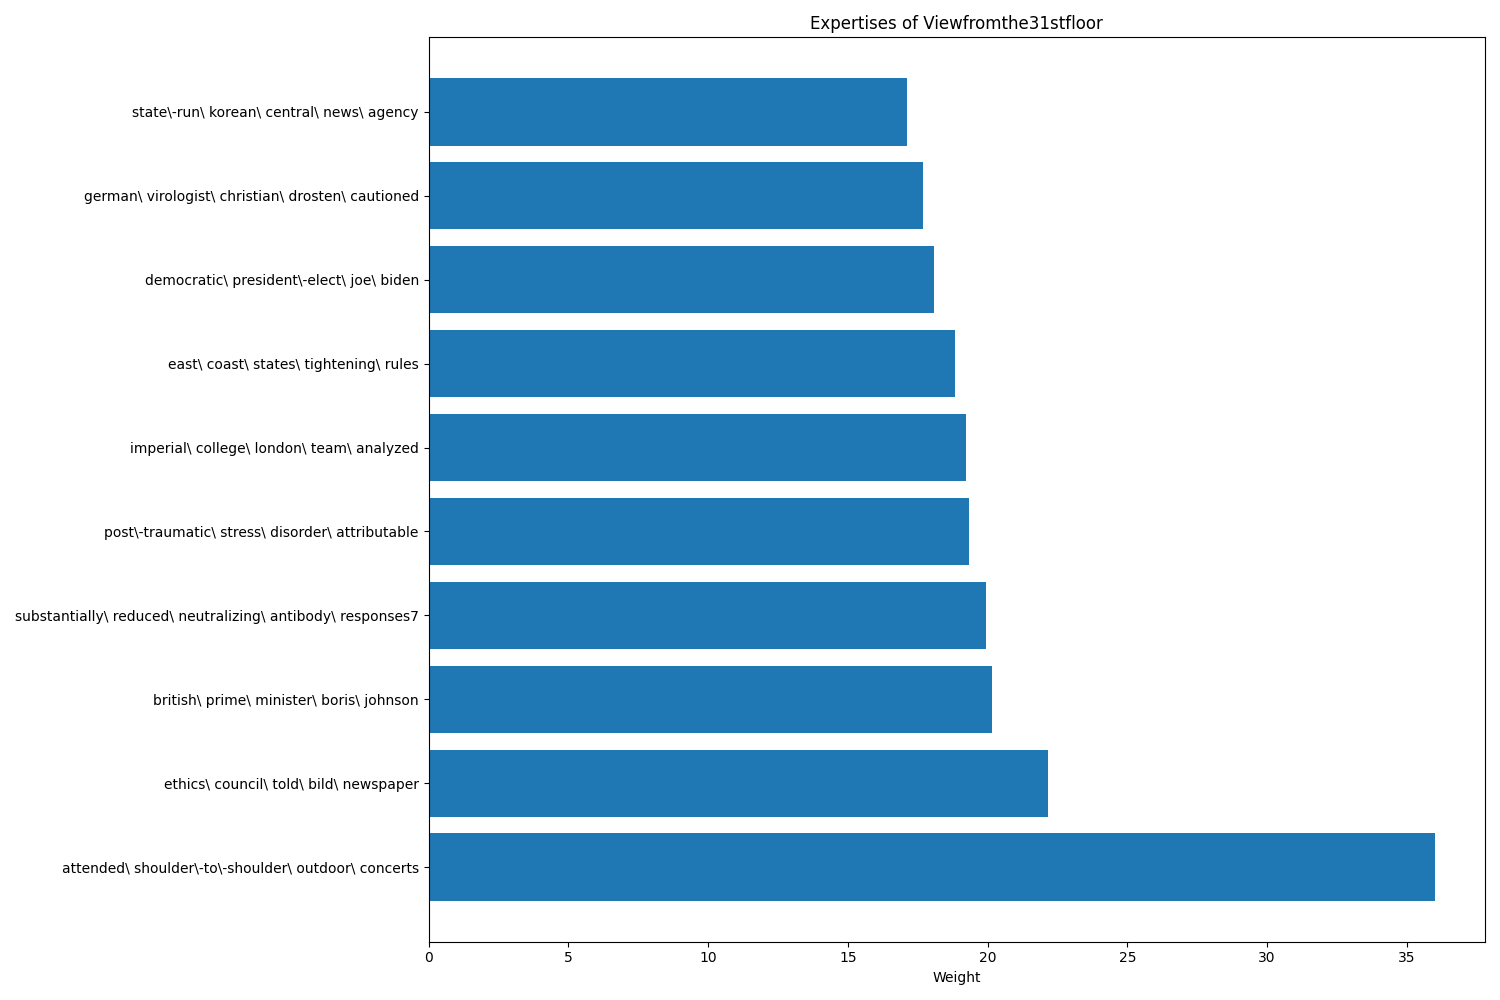 Expertises of Viewfromthe31stfloor
state\-run\ korean\ central\ news\ agency
german\ virologist\ christian\ drosten\ cautioned
democratic\ president\-elect\ joe\ biden
east\ coast\ states\ tightening\ rules
imperial\ college\ london\ team\ analyzed
post\-traumatic\ stress\ disorder\ attributable
substantially\ reduced\ neutralizing\ antibody\ responses7
british\ prime\ minister\ boris\ johnson
ethics\ council\ told\ bild\ newspaper
attended\ shoulder\-to\-shoulder\ outdoor\ concerts
0 5 10 15 20 25 30 35
Weight